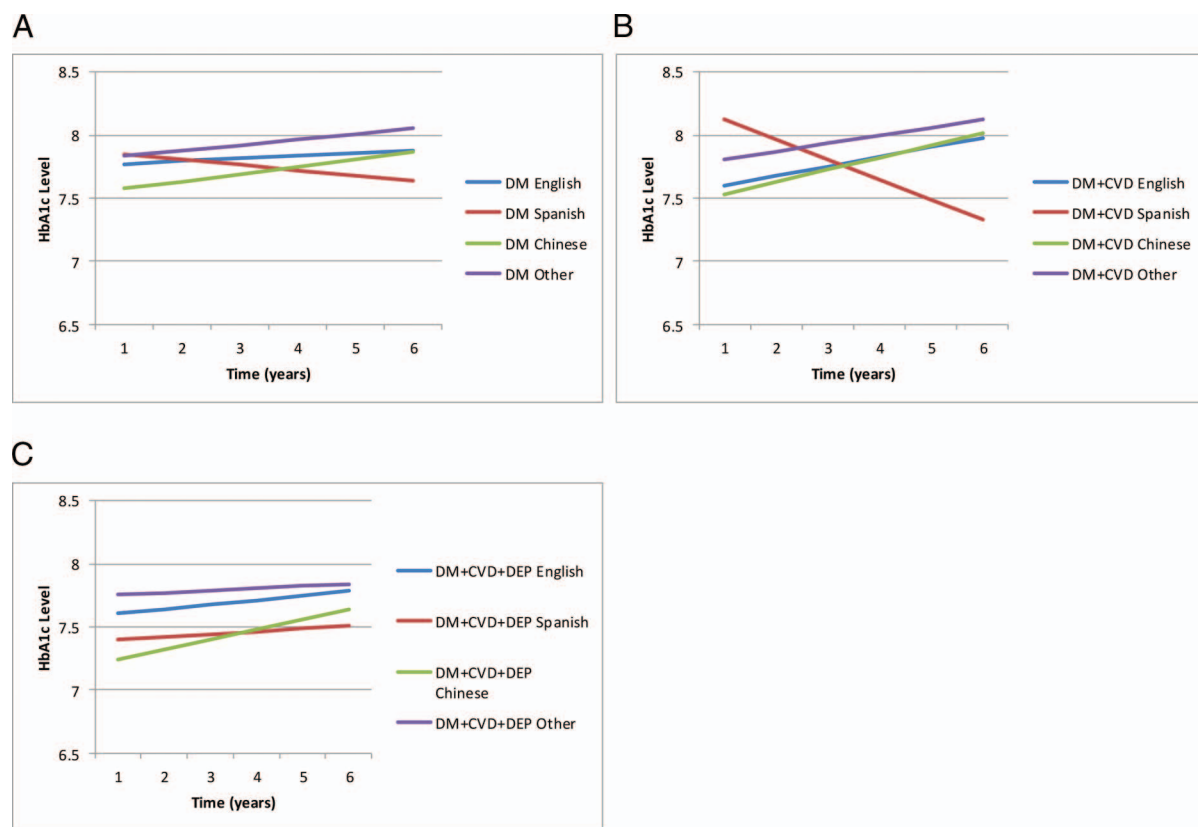 A
8.5
8
7.5
7
6.5
HbA1c Level
1 2 3 4 5 6
Time (years)
DM English
DM Spanish
DM Chinese
DM Other
B
8.5
8
7.5
7
6.5
HbA1c Level
1 2 3 4 5 6
Time (years)
DM+CVD English
DM+CVD Spanish
DM+CVD Chinese
DM+CVD Other
C
8.5
8
7.5
7
6.5
HbA1c Level
1 2 3 4 5 6
Time (years)
DM+CVD+DEP English
DM+CVD+DEP Spanish
DM+CVD+DEP
Chinese
DM+CVD+DEP Other